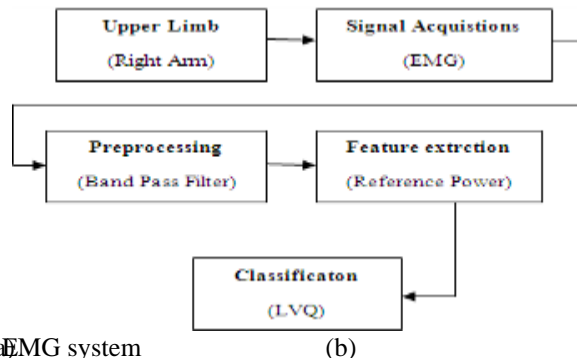 Upper Limb
(Right Arm)
Signal Acquistions
(EMG)
Preprocessing
(Band Pass Filter)
Feature extrction
(Reference Power)
Classificaton
(LVQ)
EMG system
(b)